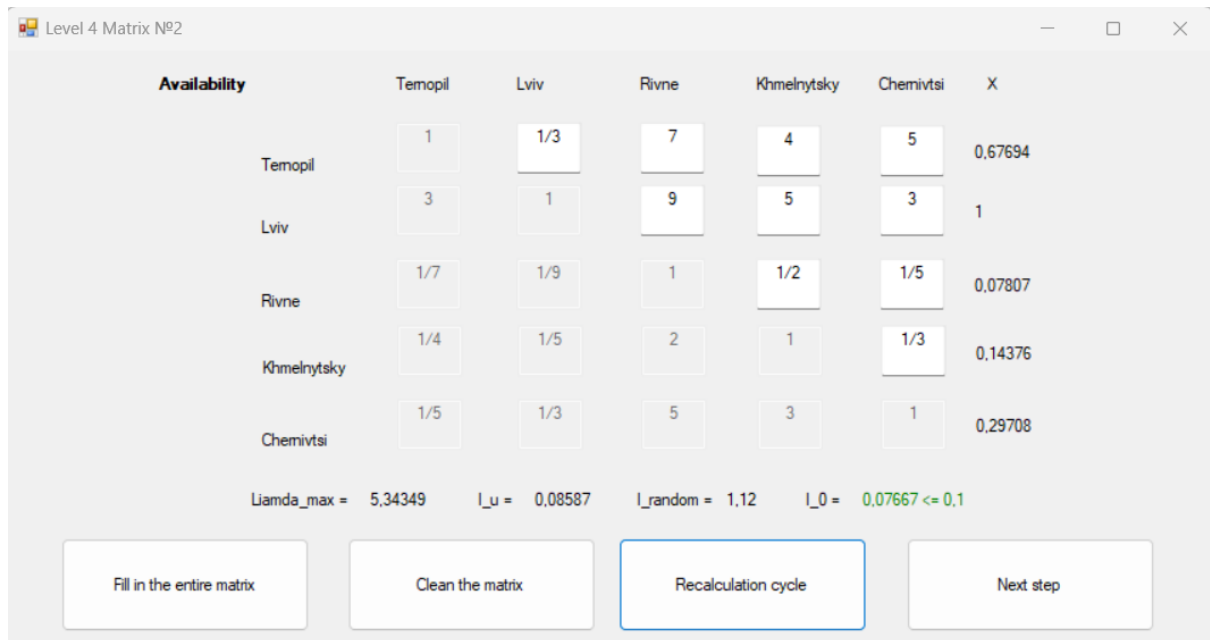 Level 4 Matrix №2
Availability Ternopil Lviv Rivne Khmelnytsky Chernivtsi X
Ternopil 1 1/3 7 4 5 0,67694
Lviv 3 1 9 5 3 1
Rivne 1/7 1/9 1 1/2 1/5 0,07807
Khmelnytsky 1/4 1/5 2 1 1/3 0,14376
Chernivtsi 1/5 1/3 5 3 1 0,29708
Liamda_max = 5,34349 I_u = 0,08587 I_random = 1,12 I_0 = 0,07667 <= 0,1
Fill in the entire matrix Clean the matrix Recalculation cycle Next step